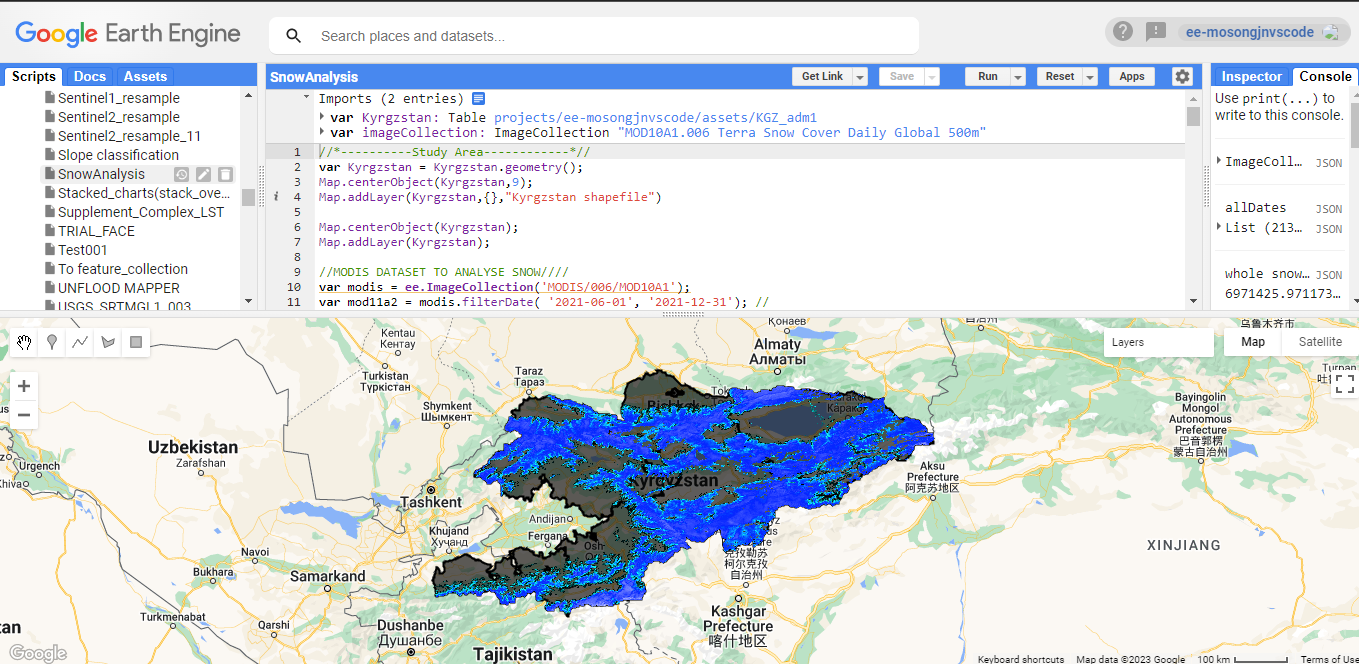 Google Earth Engine
Search places and datasets...
ee-mosongjnvscode
Scripts Docs Assets
Sentinel1_resample
Sentinel2_resample
Sentinel2_resample_11
Slope classification
SnowAnalysis
Stacked_charts(stack_ove...
Supplement_Complex_LST
TRIAL_FACE
Test001
To feature_collection
UNFLOOD MAPPER
USGS_SRTMGL1_003
SnowAnalysis
Get Link Save Run Reset Apps
Imports (2 entries)
var Kyrgzstan: Table projects/ee-mosongjnvscode/assets/KGZ_adm1
var imageCollection: ImageCollection "MOD10A1.006 Terra Snow Cover Daily Global 500m"
1 //*----------Study Area------------*//
2 var Kyrgzstan = Kyrgzstan.geometry();
3 Map.centerObject(Kyrgzstan,9);
i 4 Map.addLayer(Kyrgzstan,{},"Kyrgzstan shapefile")
5
6 Map.centerObject(Kyrgzstan);
7 Map.addLayer(Kyrgzstan);
8
9 //MODIS DATASET TO ANALYSE SNOW////
10 var modis = ee.ImageCollection('MODIS/006/MOD10A1');
11 var mod11a2 = modis.filterDate( '2021-06-01', '2021-12-31'); //
Inspector Console
Use print(...) to
write to this console.
ImageColl... JSON
allDates JSON
List (213... JSON
whole snow... JSON
6971425.971173...
Layers
Map Satellite
Қонаев
乌鲁木齐市
Kentau
Кентау
Almaty
Алматы
Turkistan
Түркістан
Taraz
Тараз
Shymkent
Шымкент
Bishkek
Каракол
Turpan
Bayingolin
Mongol
Autonomous
Prefecture
巴音郭楞
蒙古自治州
Uzbekistan
Zarafshan
Urgench
Khiva
Kyrgyzstan
Aksu
Prefecture
阿克苏地区
Tashkent
Andijan
Fergana
Osh
Khujand
Хуҷанд
克孜勒苏
柯尔克孜
自治州
XINJIANG
Navoi
Bukhara
Samarkand
Turkmenabat
Qarshi
Kashgar
Prefecture
喀什地区
Dushanbe
Душанбе
Tajikistan
Google
Keyboard shortcuts Map data ©2023 Google 100 km Terms of Use